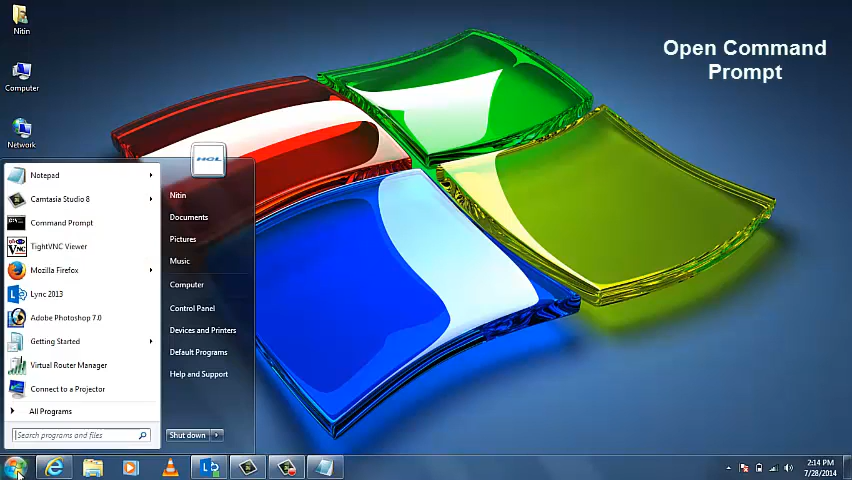 Nitin
Computer
Network
Open Command
Prompt
HCL
Notepad
Camtasia Studio 8
Command Prompt
TightVNC Viewer
Mozilla Firefox
Lync 2013
Adobe Photoshop 7.0
Getting Started
Virtual Router Manager
Connect to a Projector
All Programs
Search programs and files
Nitin
Documents
Pictures
Music
Computer
Control Panel
Devices and Printers
Default Programs
Help and Support
Shut down
2:14 PM
7/28/2014